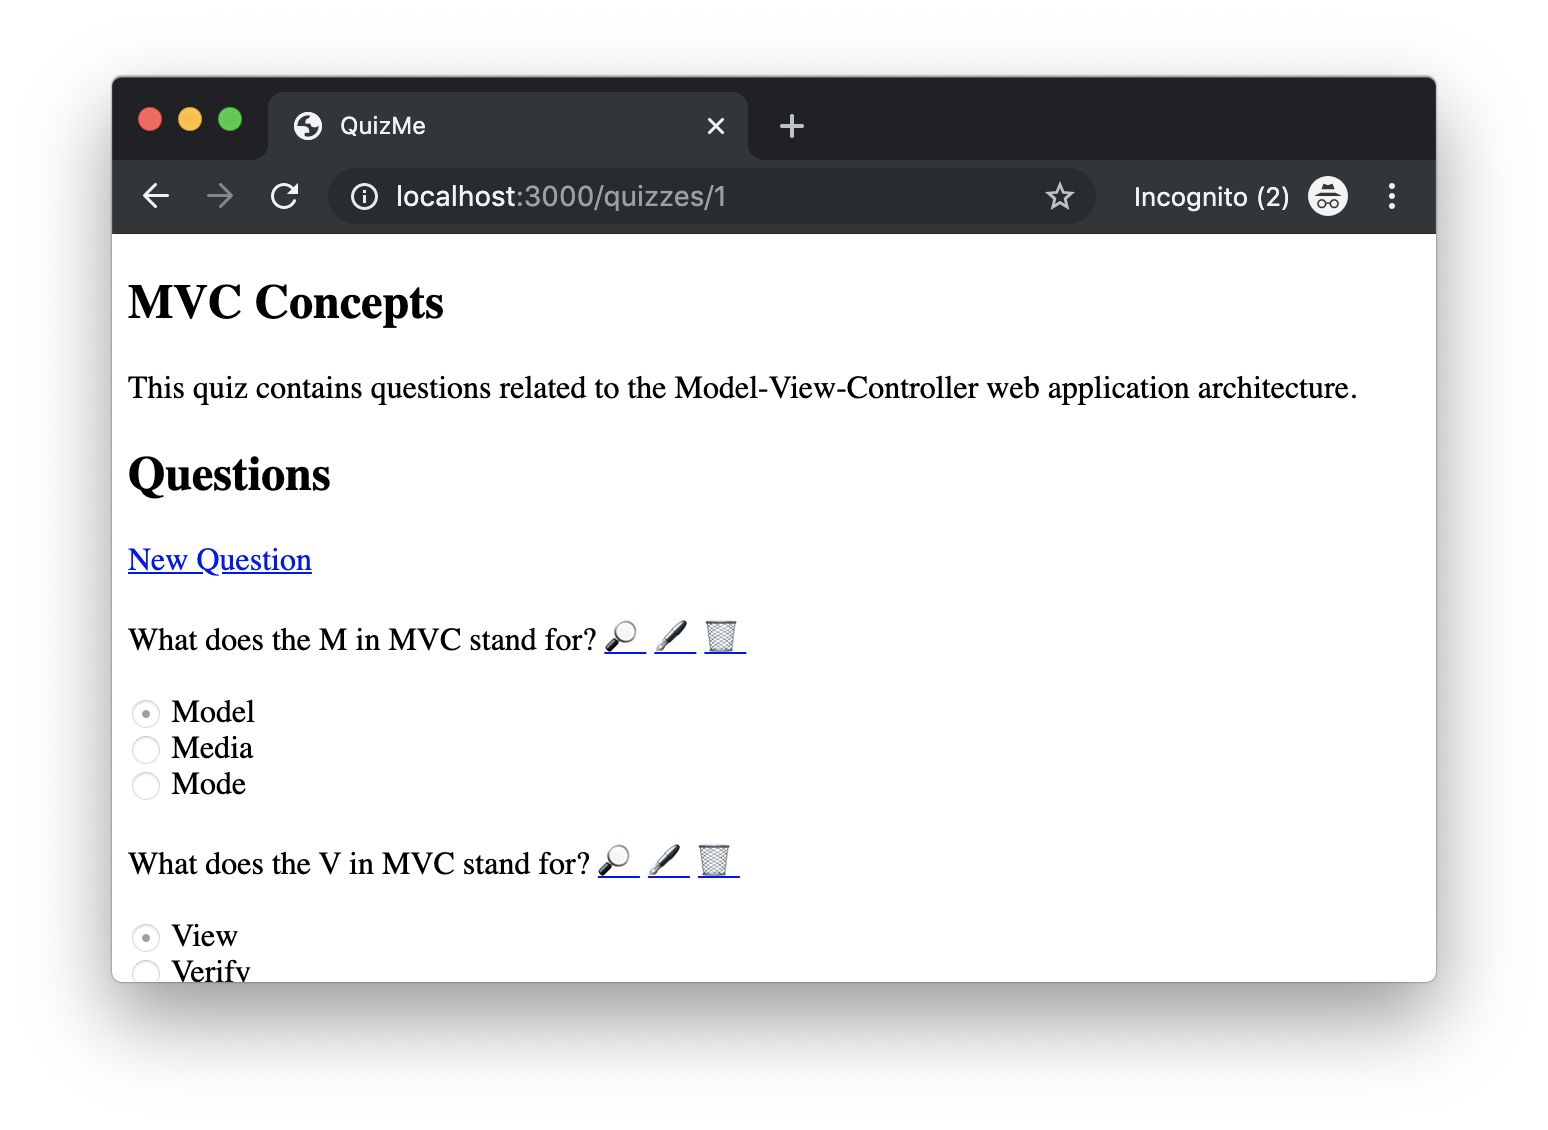 QuizMe
localhost:3000/quizzes/1
Incognito (2)
MVC Concepts
This quiz contains questions related to the Model-View-Controller web application architecture.
Questions
New Question
What does the M in MVC stand for?
Model
Media
Mode
What does the V in MVC stand for?
View
Verify